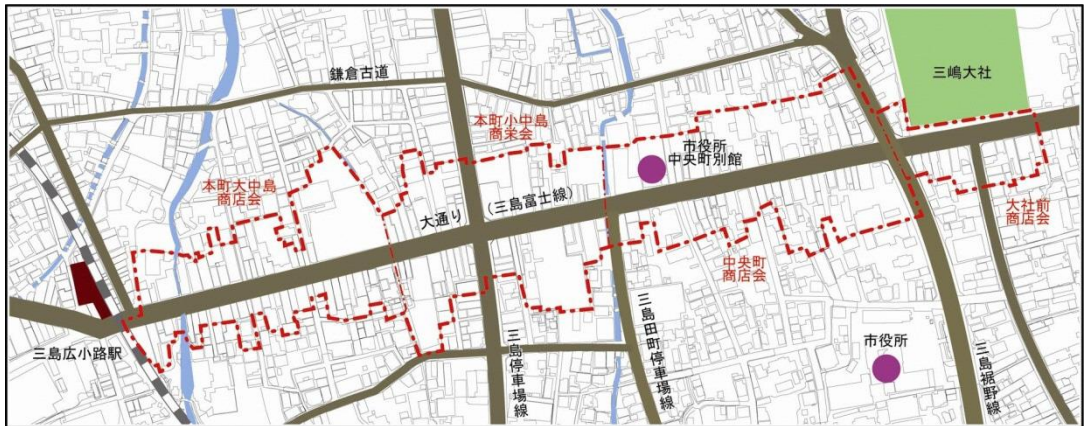 鎌倉古道
三嶋大社
本町小中島
商栄会
市役所
中央町別館
本町大中島
商店会
大通り (三島富士線)
大社前
商店会
中央町
商店会
三島広小路駅
三島停車場線
三島田町停車場線
市役所
三島裾野線